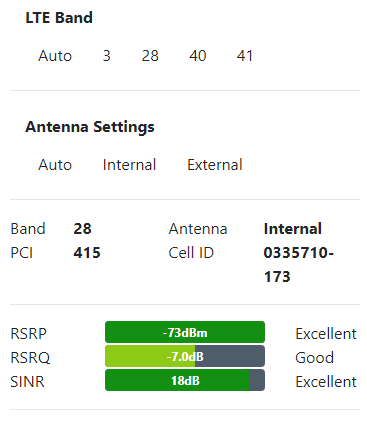 LTE Band
Auto 3 28 40 41
Antenna Settings
Auto Internal External
Band 28 Antenna Internal
PCI 415 Cell ID 0335710-
173
RSRP -73dBm Excellent
RSRQ -7.0dB Good
SINR 18dB Excellent